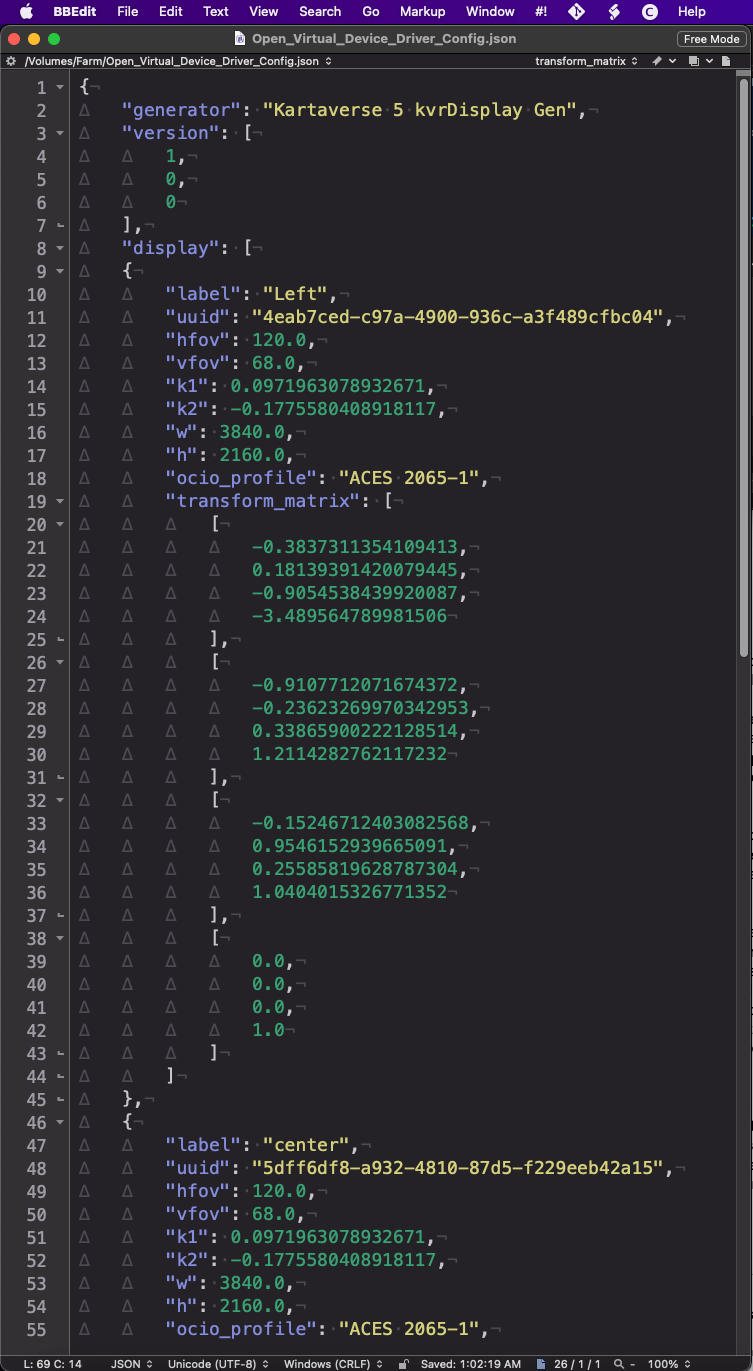 BBEdit File Edit Text View Search Go Markup Window #! Help
Open_Virtual_Device_Driver_Config.json Free Mode
/Volumes/Farm/Open_Virtual_Device_Driver_Config.json transform_matrix
1 {
2 "generator": "Kartaverse 5 kvrDisplay Gen",
3 "version": [
4 1,
5 0,
6 0
7 ],
8 "display": [
9 {
10 "label": "Left",
11 "uuid": "4eab7ced-c97a-4900-936c-a3f489cfbc04",
12 "hfov": 120.0,
13 "vfov": 68.0,
14 "k1": 0.0971963078932671,
15 "k2": -0.1775580408918117,
16 "w": 3840.0,
17 "h": 2160.0,
18 "ocio_profile": "ACES 2065-1",
19 "transform_matrix": [
20 [
21 -0.3837311354109413,
22 0.18139391420079445,
23 -0.9054538439920087,
24 -3.489564789981506
25 ],
26 [
27 -0.9107712071674372,
28 -0.23623269970342953,
29 0.33865900222128514,
30 1.2114282762117232
31 ],
32 [
33 -0.15246712403082568,
34 0.9546152939665091,
35 0.25585819628787304,
36 1.0404015326771352
37 ],
38 [
39 0.0,
40 0.0,
41 0.0,
42 1.0
43 ]
44 ]
45 },
46 {
47 "label": "center",
48 "uuid": "5dff6df8-a932-4810-87d5-f229eeb42a15",
49 "hfov": 120.0,
50 "vfov": 68.0,
51 "k1": 0.0971963078932671,
52 "k2": -0.1775580408918117,
53 "w": 3840.0,
54 "h": 2160.0,
55 "ocio_profile": "ACES 2065-1",
L: 69 C: 14 JSON Unicode (UTF-8) Windows (CRLF) Saved: 1:02:19 AM 26 / 1 / 1 100%